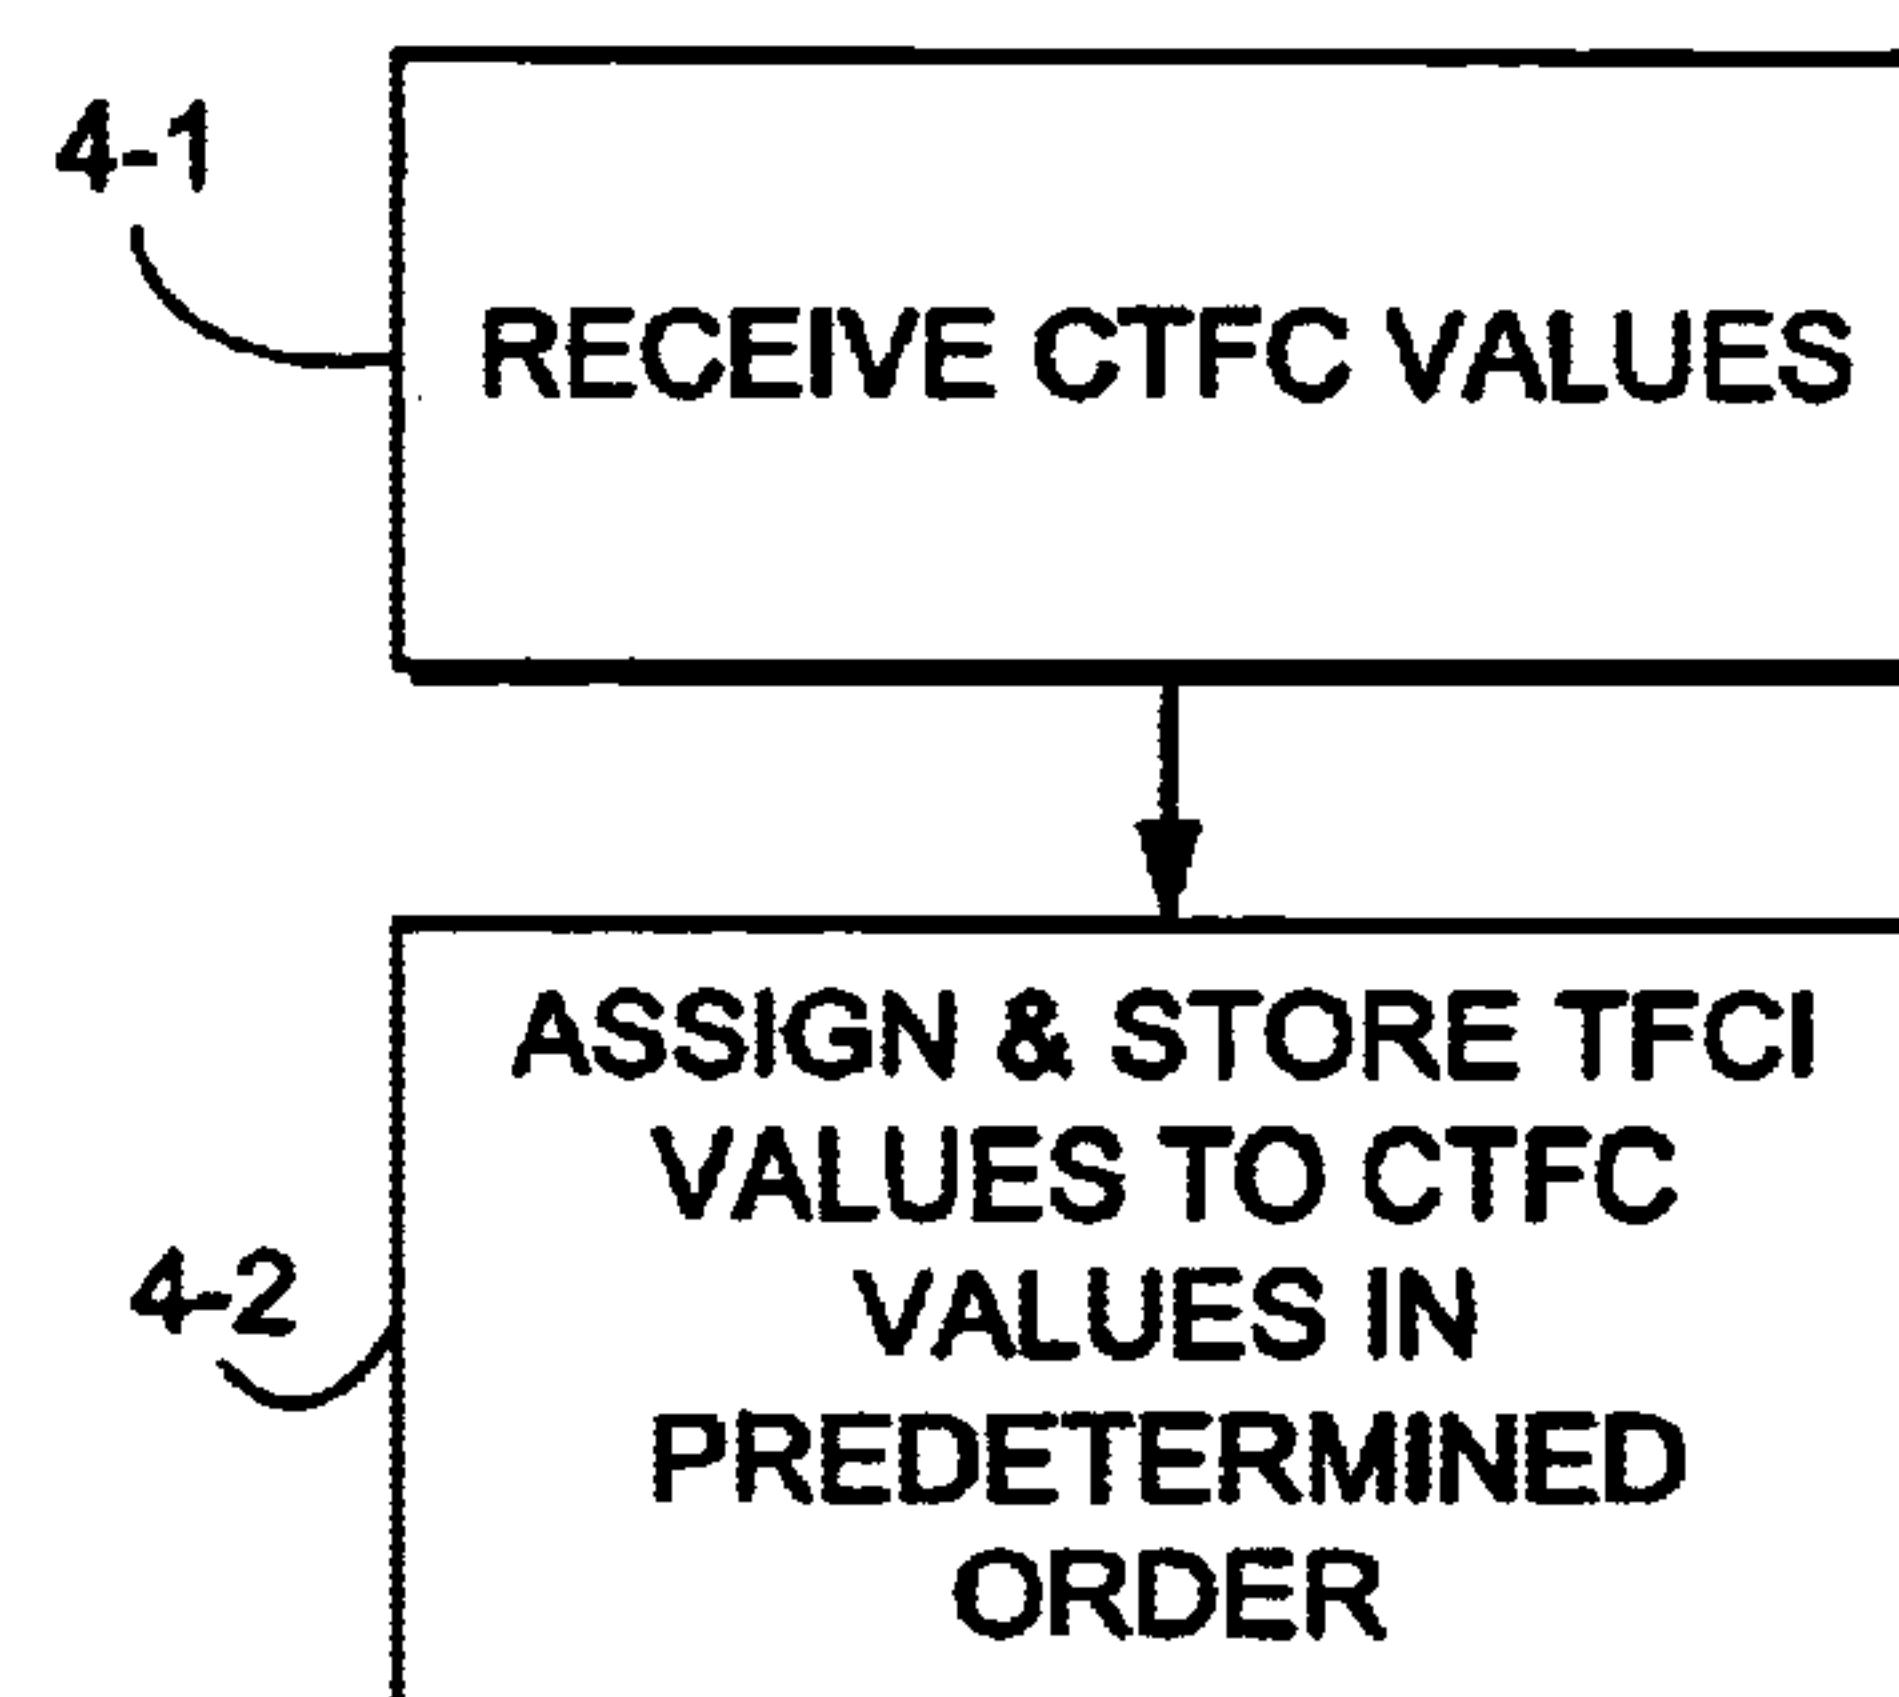 4-1
RECEIVE CTFC VALUES
ASSIGN & STORE TFCI
VALUES TO CTFC
VALUES IN
PREDETERMINED
ORDER
4-2